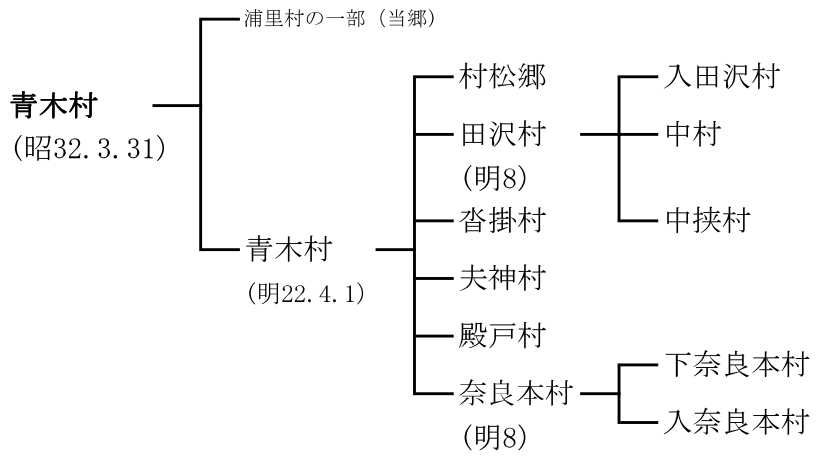 浦里村の一部（当郷）
青木村
(昭32.3.31)
青木村
(明22.4.1)
村松郷
田沢村
(明8)
沓掛村
夫神村
殿戸村
奈良本村
(明8)
入田沢村
中村
中挟村
下奈良本村
入奈良本村